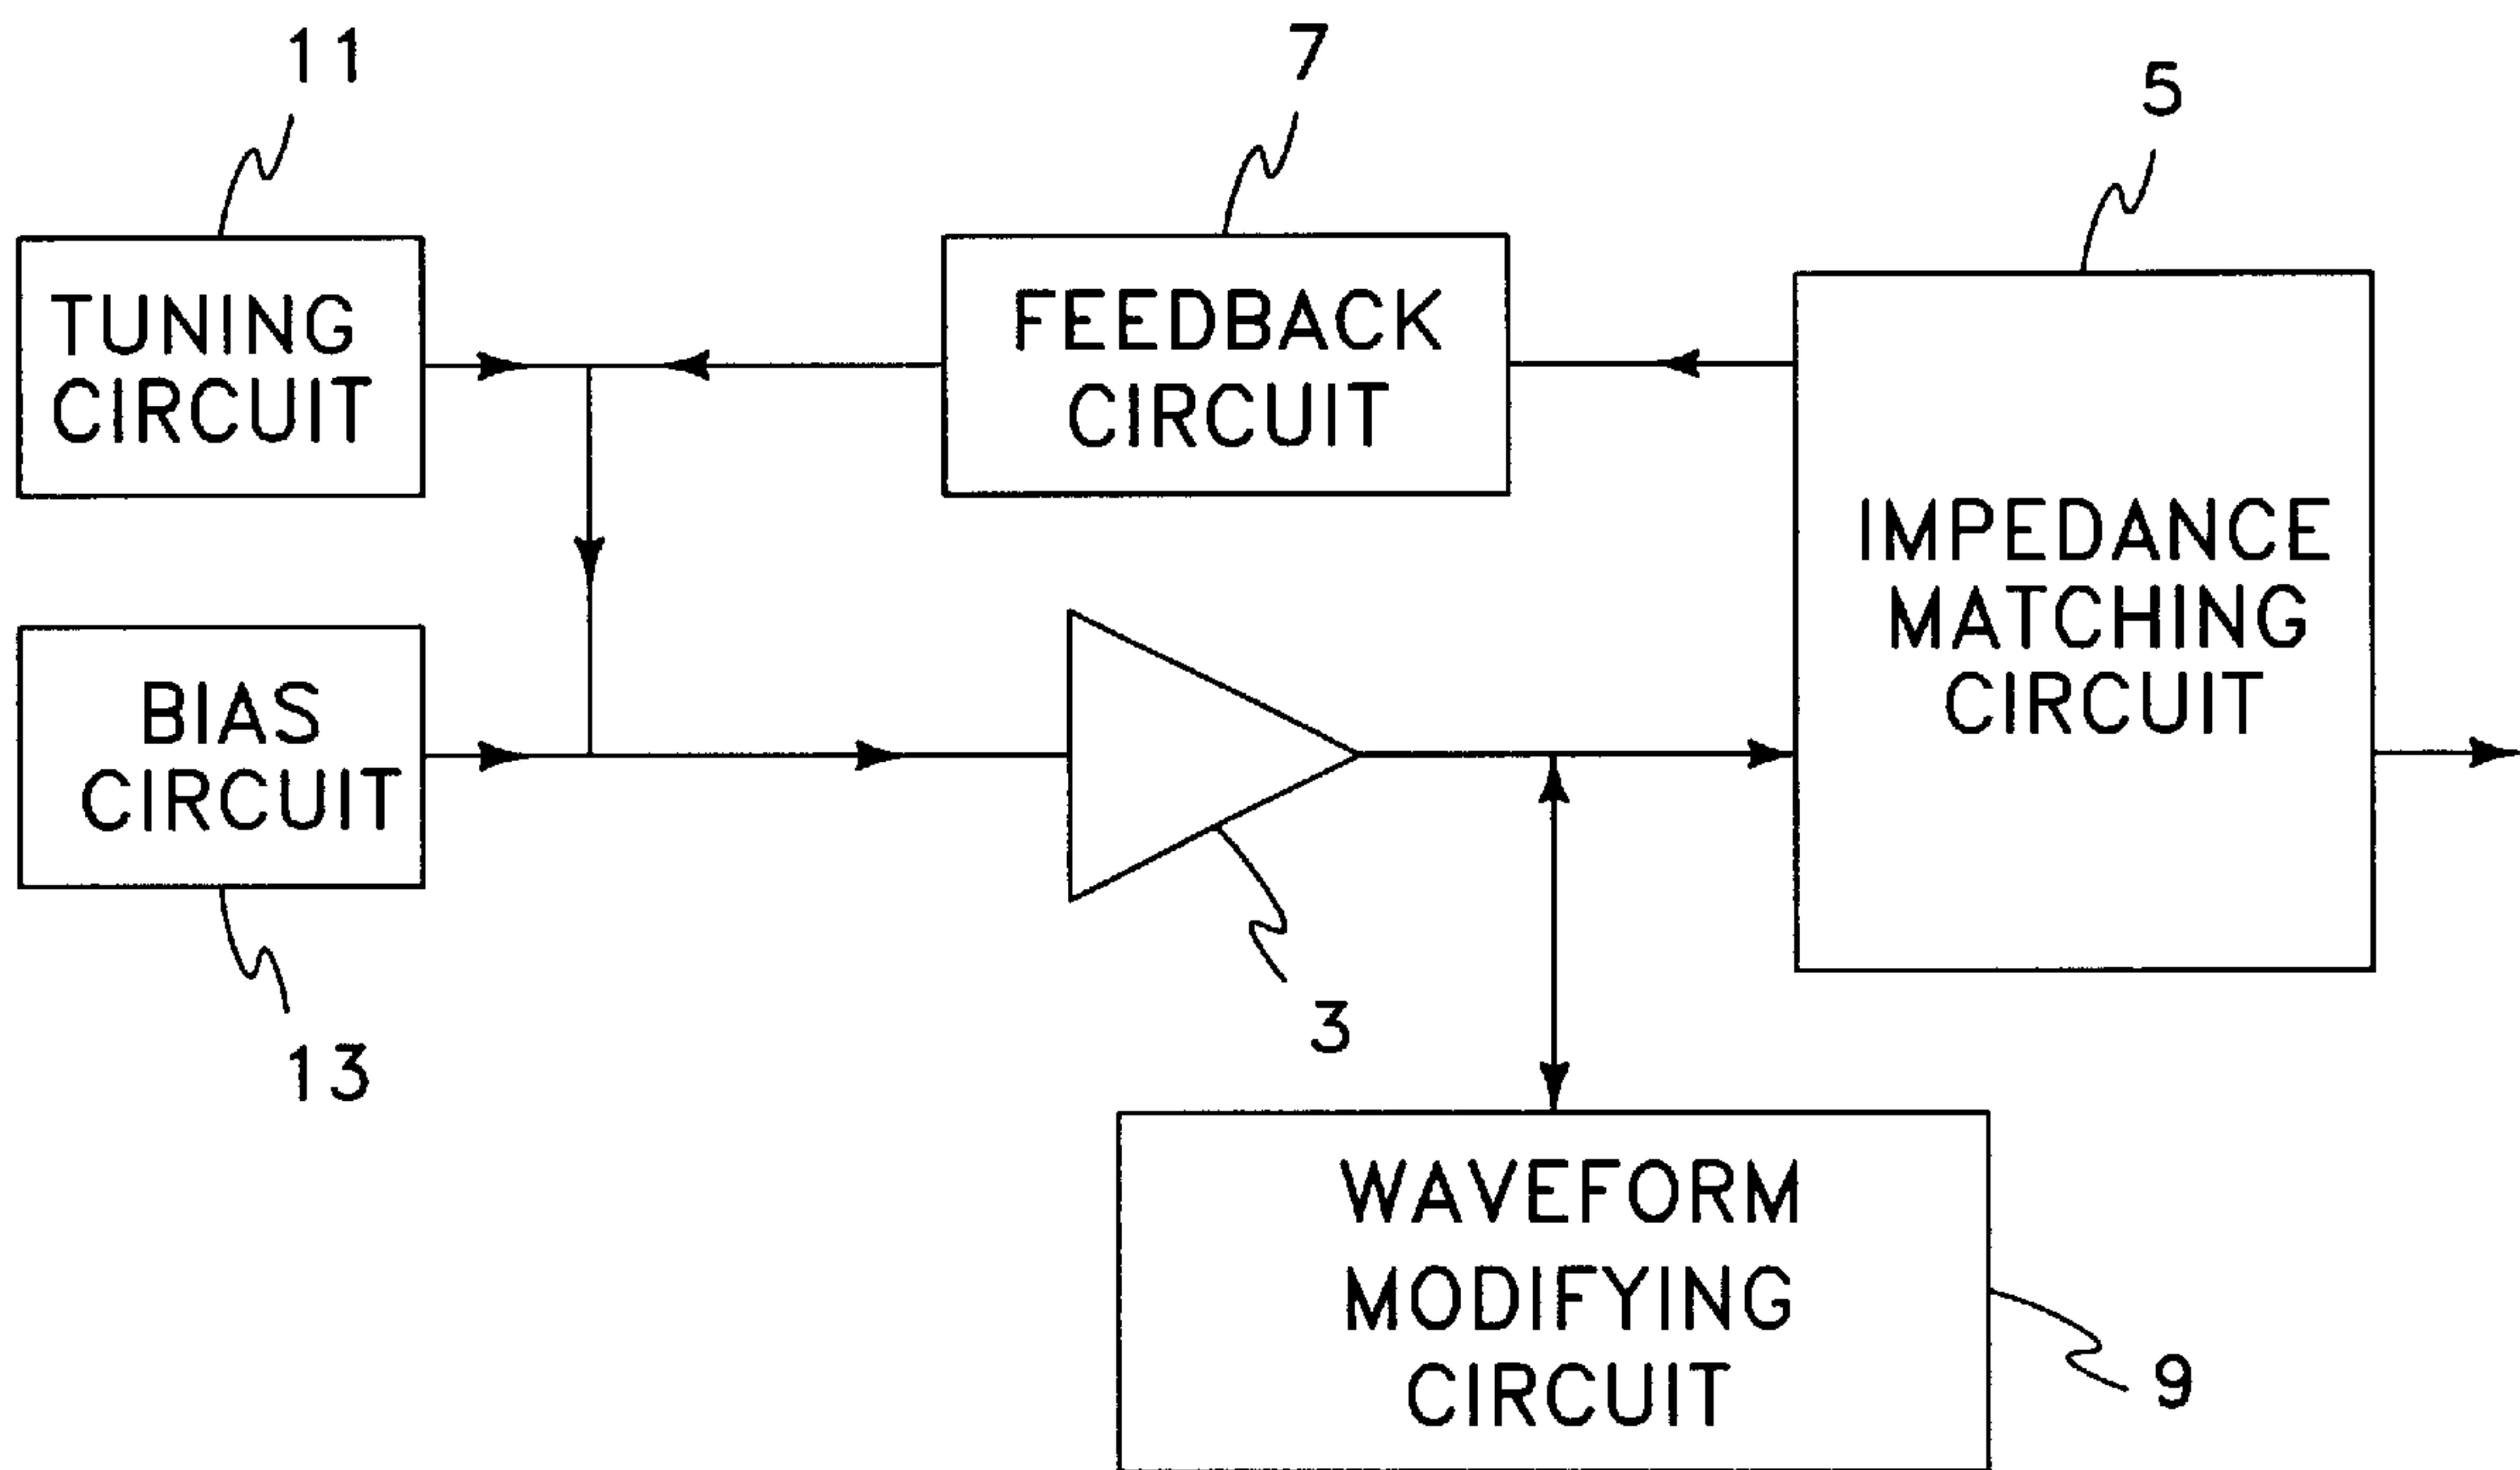 11
7
5
TUNING
CIRCUIT
FEEDBACK
CIRCUIT
IMPEDANCE
MATCHING
CIRCUIT
BIAS
CIRCUIT
3
13
WAVEFORM
MODIFYING
CIRCUIT
9